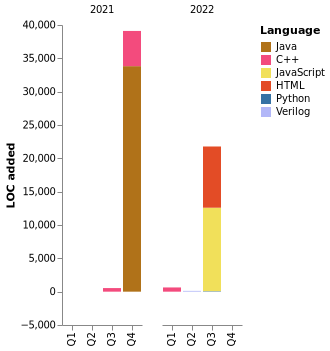 2021
2022
LOC added
40,000
35,000
30,000
25,000
20,000
15,000
10,000
5,000
0
−5,000
Q1
Q2
Q3
Q4
Q1
Q2
Q3
Q4
Language
Java
C++
JavaScript
HTML
Python
Verilog